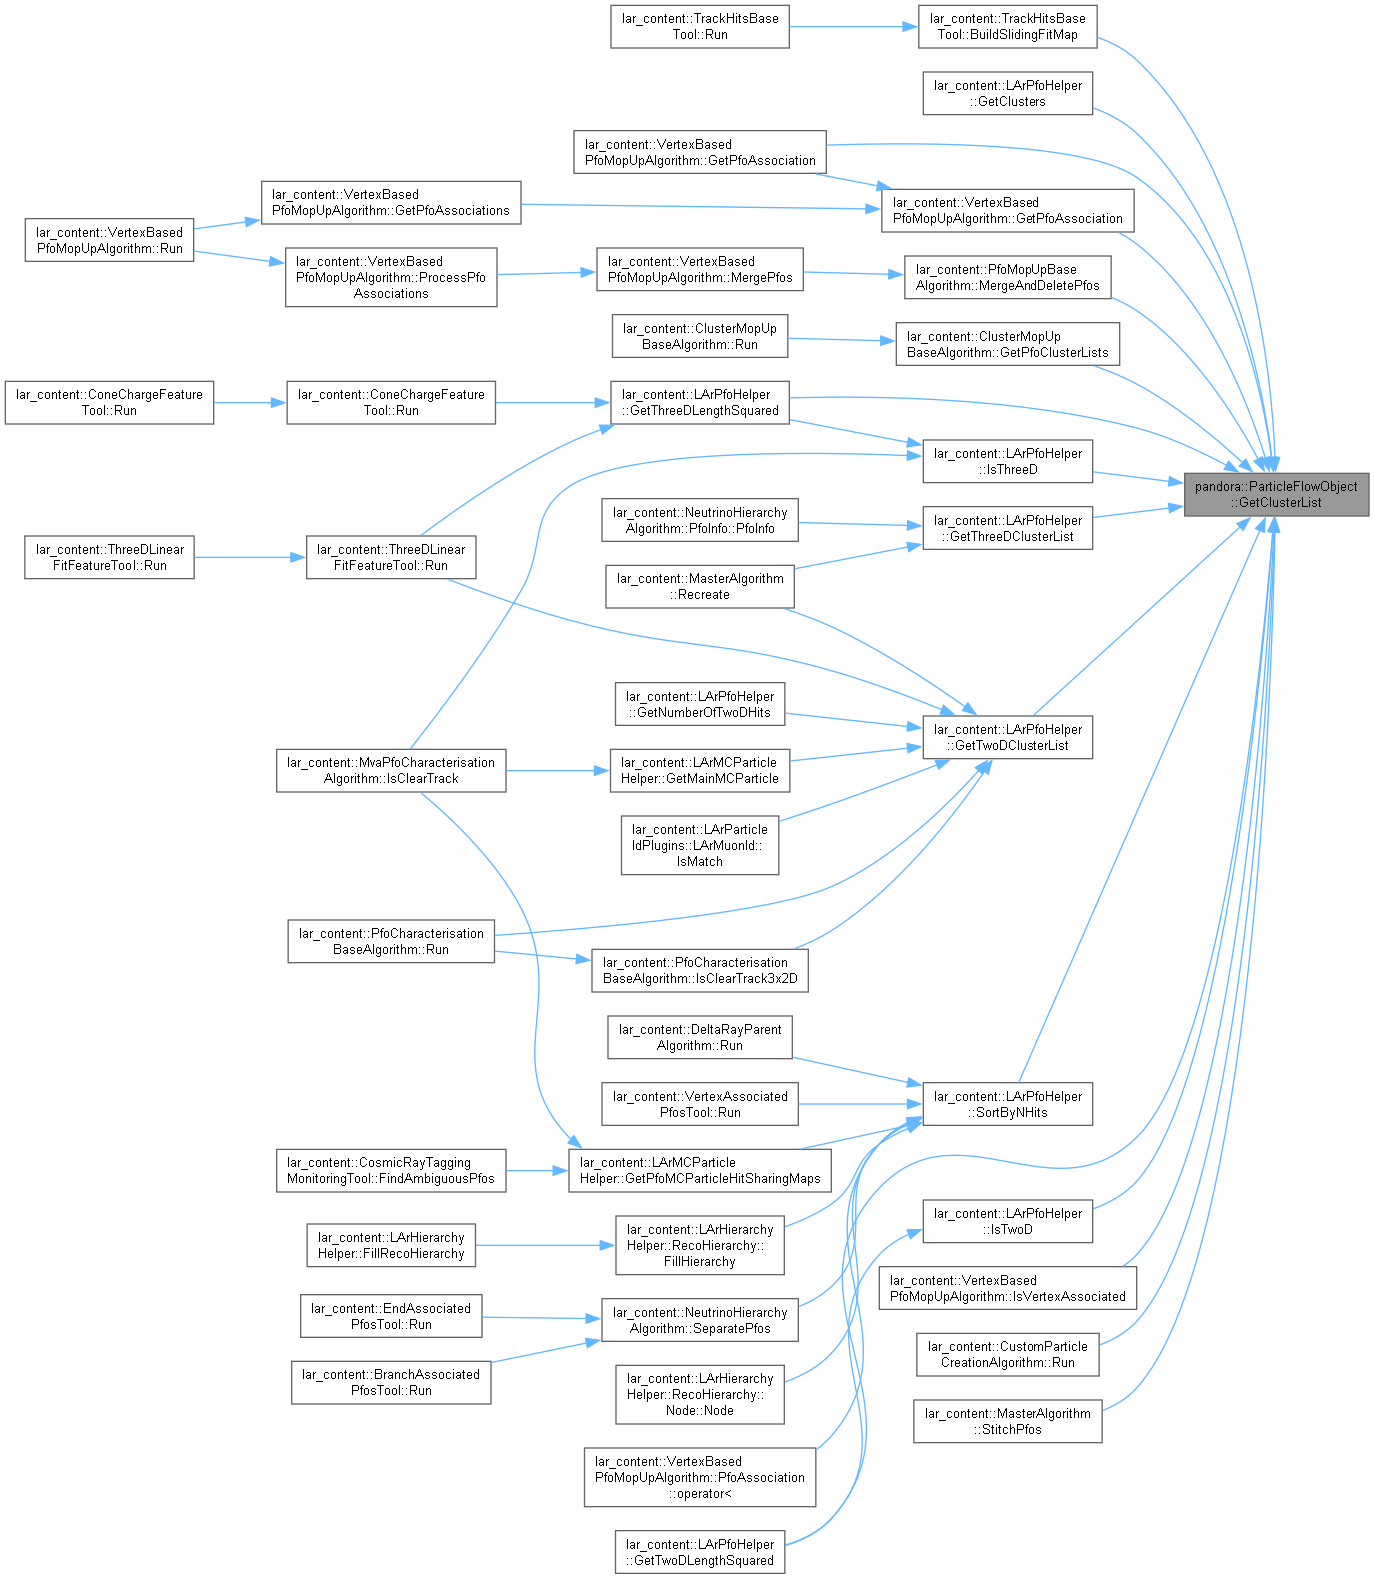 lar_content::TrackHitsBase
Tool::Run
lar_content::TrackHitsBase
Tool::BuildSlidingFitMap
lar_content::LArPfoHelper
::GetClusters
lar_content::VertexBased
PfoMopUpAlgorithm::GetPfoAssociation
lar_content::VertexBased
PfoMopUpAlgorithm::GetPfoAssociations
lar_content::VertexBased
PfoMopUpAlgorithm::GetPfoAssociation
lar_content::VertexBased
PfoMopUpAlgorithm::Run
lar_content::VertexBased
PfoMopUpAlgorithm::ProcessPfo
Associations
lar_content::VertexBased
PfoMopUpAlgorithm::MergePfos
lar_content::PfoMopUpBase
Algorithm::MergeAndDeletePfos
lar_content::ClusterMopUp
BaseAlgorithm::Run
lar_content::ClusterMopUp
BaseAlgorithm::GetPfoClusterLists
lar_content::ConeChargeFeature
Tool::Run
lar_content::ConeChargeFeature
Tool::Run
lar_content::LArPfoHelper
::GetThreeDLengthSquared
lar_content::LArPfoHelper
::IsThreeD
pandora::ParticleFlowObject
::GetClusterList
lar_content::NeutrinoHierarchy
Algorithm::PfoInfo::PfoInfo
lar_content::LArPfoHelper
::GetThreeDClusterList
lar_content::ThreeDLinear
FitFeatureTool::Run
lar_content::ThreeDLinear
FitFeatureTool::Run
lar_content::MasterAlgorithm
::Recreate
lar_content::LArPfoHelper
::GetNumberOfTwoDHits
lar_content::LArPfoHelper
::GetTwoDClusterList
lar_content::MvaPfoCharacterisation
Algorithm::IsClearTrack
lar_content::LArMCParticle
Helper::GetMainMCParticle
lar_content::LArParticle
IdPlugins::LArMuonId::
IsMatch
lar_content::PfoCharacterisation
BaseAlgorithm::Run
lar_content::PfoCharacterisation
BaseAlgorithm::IsClearTrack3x2D
lar_content::DeltaRayParent
Algorithm::Run
lar_content::VertexAssociated
PfosTool::Run
lar_content::LArPfoHelper
::SortByNHits
lar_content::CosmicRayTagging
MonitoringTool::FindAmbiguousPfos
lar_content::LArMCParticle
Helper::GetPfoMCParticleHitSharingMaps
lar_content::LArHierarchy
Helper::FillRecoHierarchy
lar_content::LArHierarchy
Helper::RecoHierarchy::
FillHierarchy
lar_content::LArPfoHelper
::IsTwoD
lar_content::VertexBased
PfoMopUpAlgorithm::IsVertexAssociated
lar_content::EndAssociated
PfosTool::Run
lar_content::NeutrinoHierarchy
Algorithm::SeparatePfos
lar_content::CustomParticle
CreationAlgorithm::Run
lar_content::BranchAssociated
PfosTool::Run
lar_content::LArHierarchy
Helper::RecoHierarchy::
Node::Node
lar_content::MasterAlgorithm
::StitchPfos
lar_content::VertexBased
PfoMopUpAlgorithm::PfoAssociation
::operator<
lar_content::LArPfoHelper
::GetTwoDLengthSquared